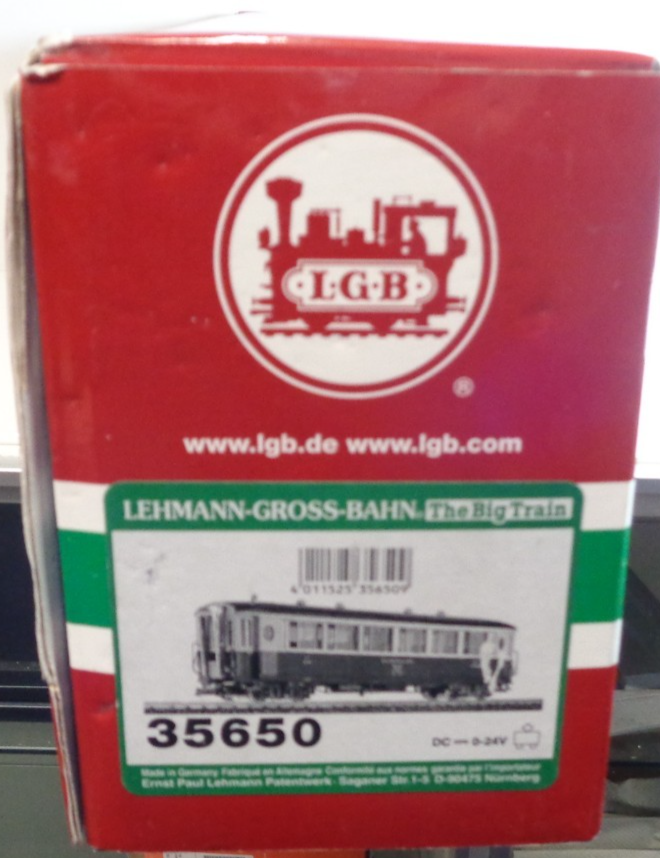 L·G·B
®
www.lgb.de www.lgb.com
LEHMANN-GROSS-BAHN® The Big Train
4 011525 356509
35650
DC 0-24V
Made in Germany Fabriqué en Allemagne Conformité aux normes garantie par l'importateur
Ernst Paul Lehmann Patentwerk · Saganer Str. 1-5 D-90475 Nürnberg